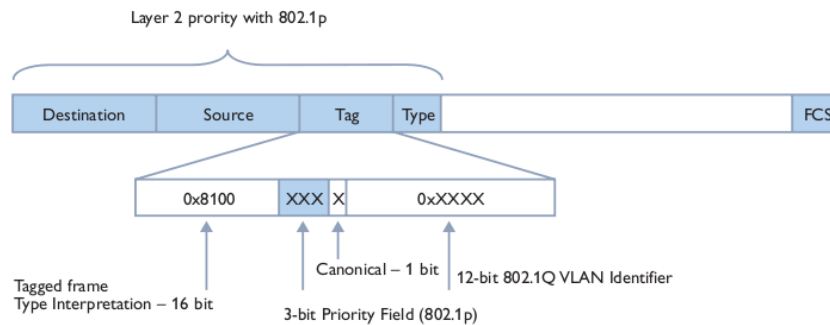 Layer 2 prority with 802.1p
Destination
Source
Tag
Type
FCS
0x8100
XXX
X
0xXXXX
Canonical – 1 bit
12-bit 802.1Q VLAN Identifier
Tagged frame
Type Interpretation – 16 bit
3-bit Priority Field (802.1p)